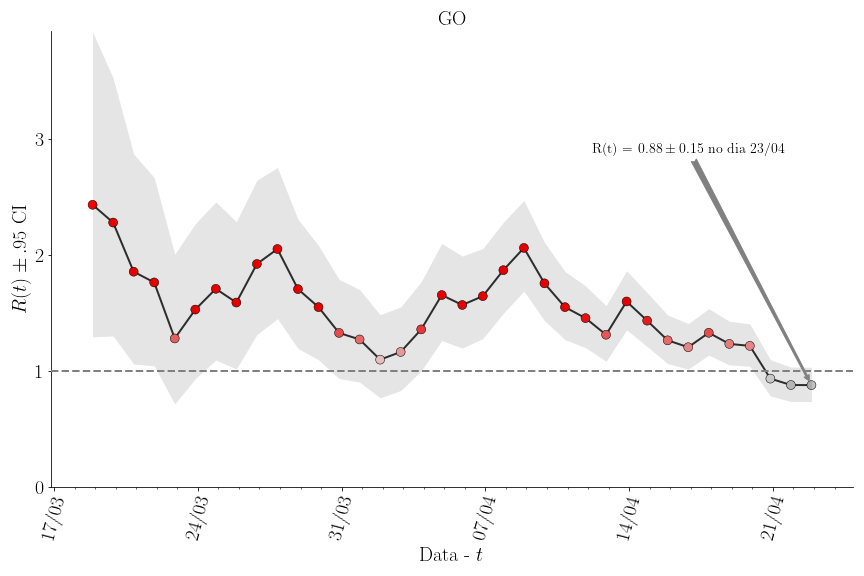 GO
R(t) ± .95 CI
3
2
1
0
R(t) = 0.88 ± 0.15 no dia 23/04
17/03
24/03
31/03
07/04
14/04
21/04
Data - t